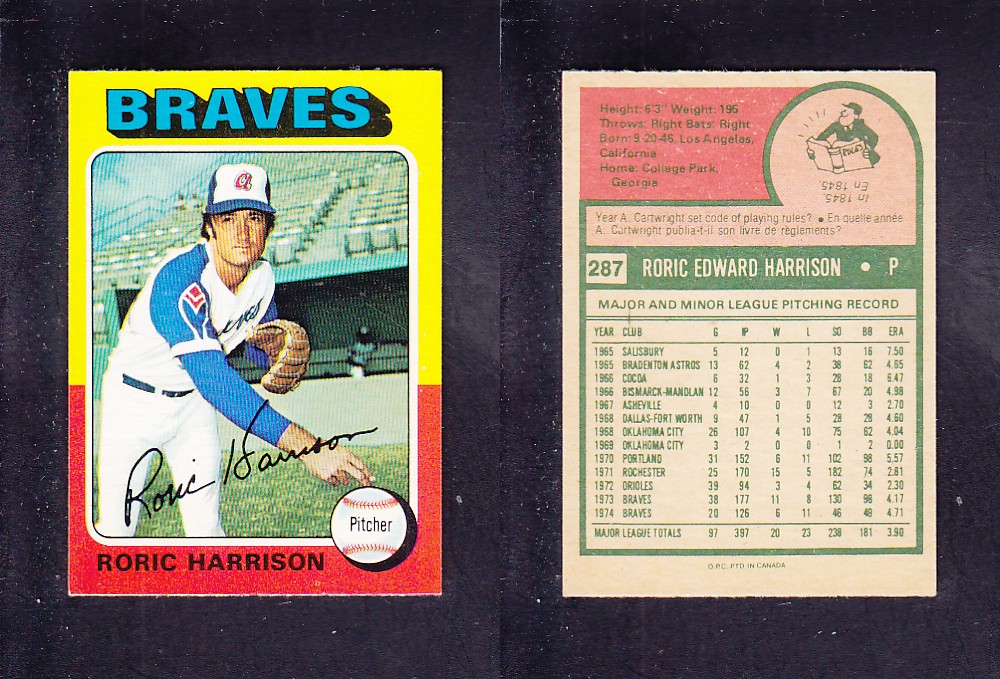 BRAVES
Roric Harrison
Pitcher
RORIC HARRISON
Height: 6'3" Weight: 195
Throws: Right Bats: Right
Born: 9-20-46, Los Angelas,
California
Home: College Park,
Georgia
In 1845.
En 1845.
Year A. Cartwright set code of playing rules? • En quelle année
A. Cartwright publia-t-il son livre de règlements?
287 RORIC EDWARD HARRISON • P
MAJOR AND MINOR LEAGUE PITCHING RECORD
YEAR CLUB G IP W L SO BB ERA
1965 SALISBURY 5 12 0 1 13 16 7.50
1965 BRADENTON ASTROS 13 62 4 2 38 62 4.65
1966 COCOA 6 32 1 3 28 18 6.47
1966 BISMARCK-MANDLAN 12 56 3 7 67 20 4.98
1967 ASHEVILLE 4 10 0 0 12 3 2.70
1968 DALLAS-FORT WORTH 9 47 1 5 28 28 4.60
1968 OKLAHOMA CITY 26 107 4 10 75 62 4.04
1969 OKLAHOMA CITY 3 2 0 0 1 2 0.00
1970 PORTLAND 31 152 6 11 102 98 5.57
1971 ROCHESTER 25 170 15 5 182 74 2.81
1972 ORIOLES 39 94 3 4 62 34 2.30
1973 BRAVES 38 177 11 8 130 98 4.17
1974 BRAVES 20 126 6 11 46 49 4.71
MAJOR LEAGUE TOTALS 97 397 20 23 238 181 3.90
O.P.C. PTD IN CANADA